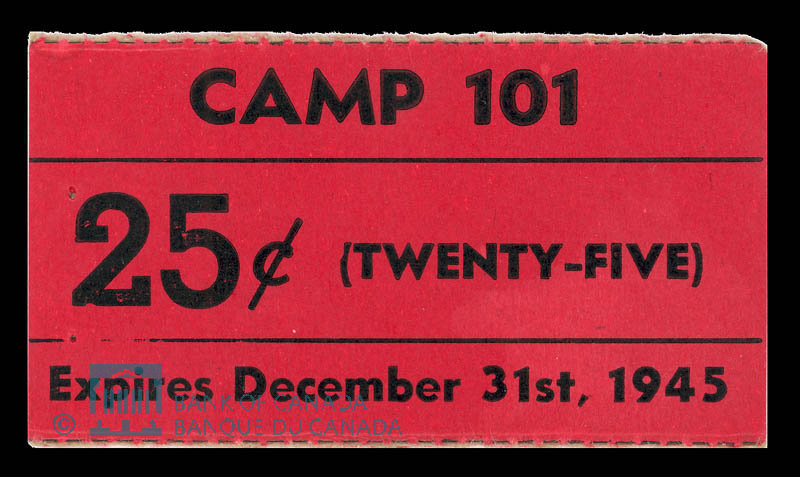 CAMP 101
25¢ (TWENTY-FIVE)
Expires December 31st, 1945
© BANK OF CANADA
BANQUE DU CANADA